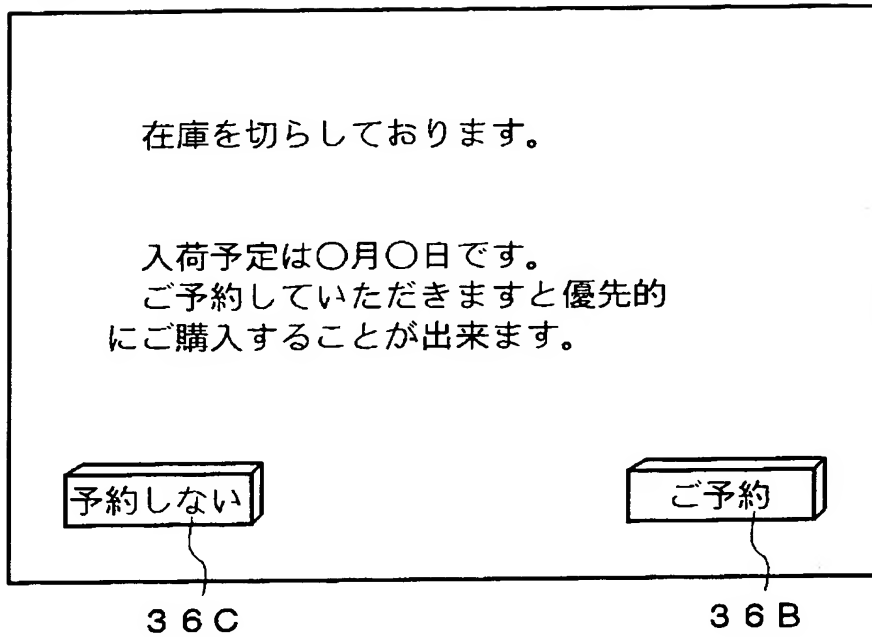 在庫を切らしております。
入荷予定は〇月〇日です。
ご予約していただきますと優先的
にご購入することが出来ます。
予約しない
ご予約
36C
36B